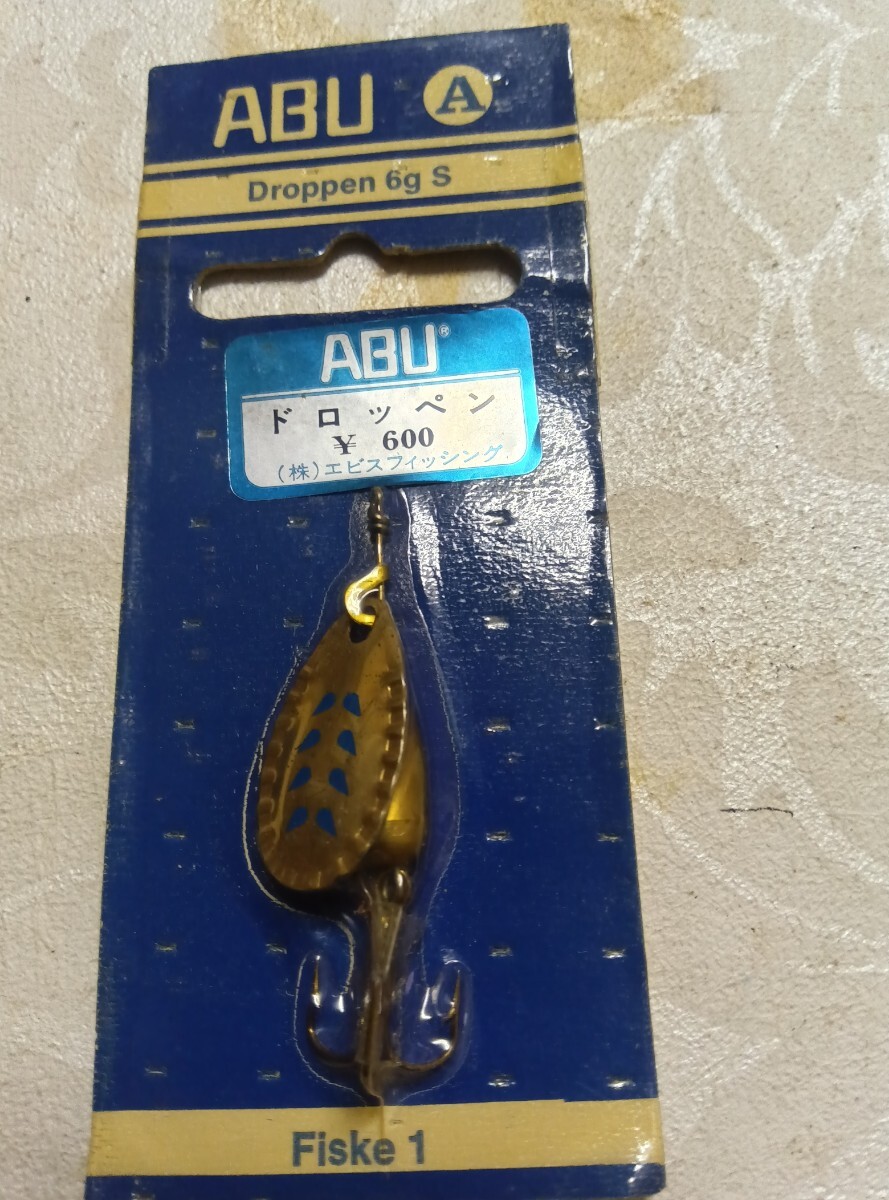 ABU A
Droppen 6g S
ABU®
ドロッペン
¥ 600
(株)エビスフィッシング
Fiske 1